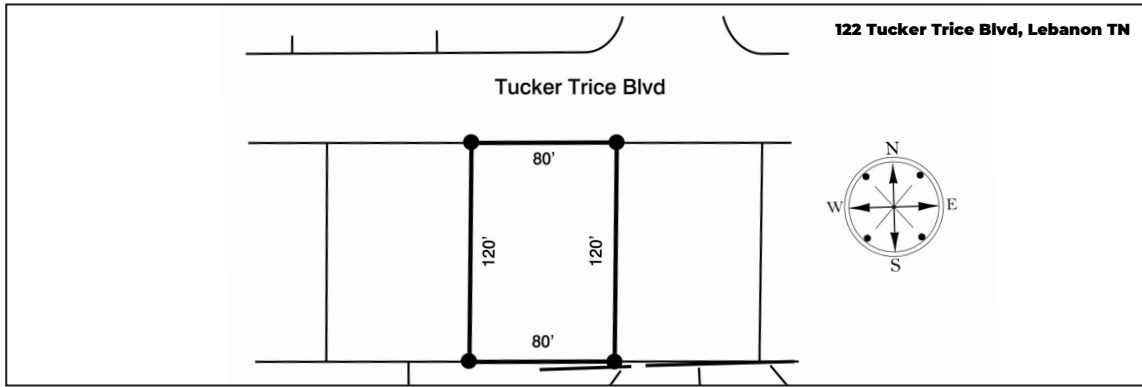 122 Tucker Trice Blvd, Lebanon TN
Tucker Trice Blvd
80'
120'
120'
80'
N
W
E
S